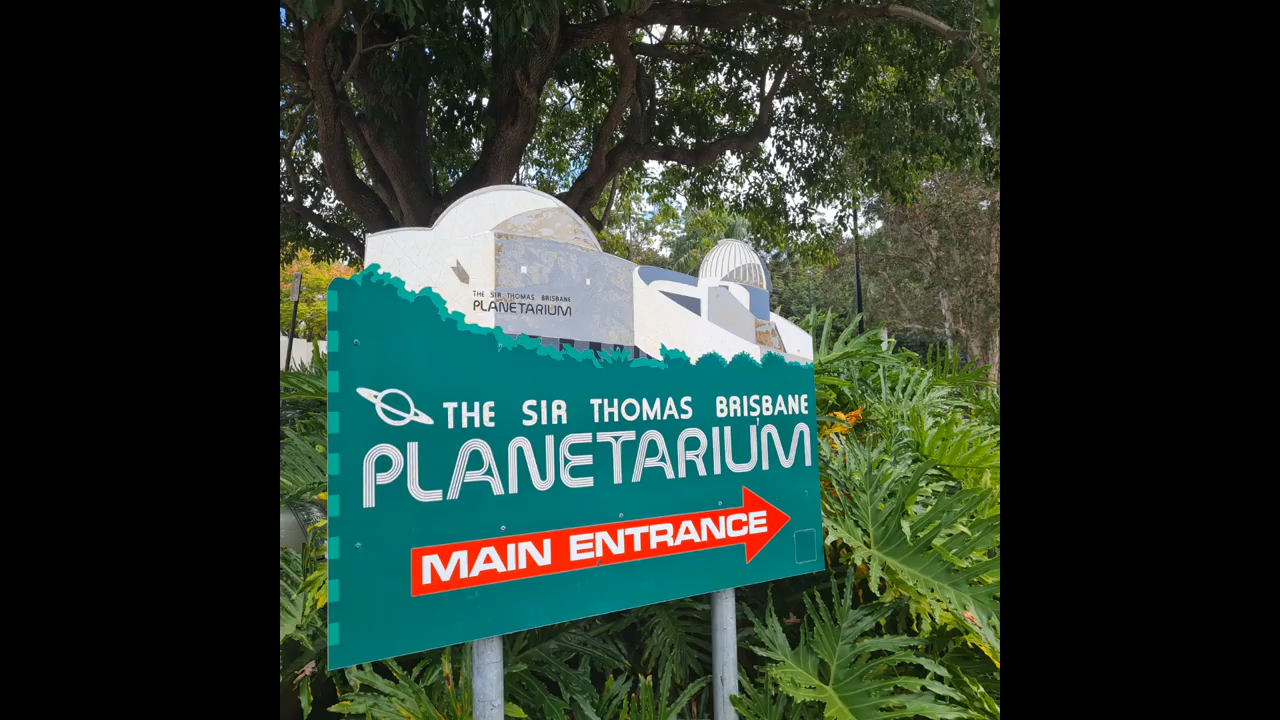 THE SIR THOMAS BRISBANE
PLANETARIUM
THE SIR THOMAS BRISBANE
PLANETARIUM
MAIN ENTRANCE